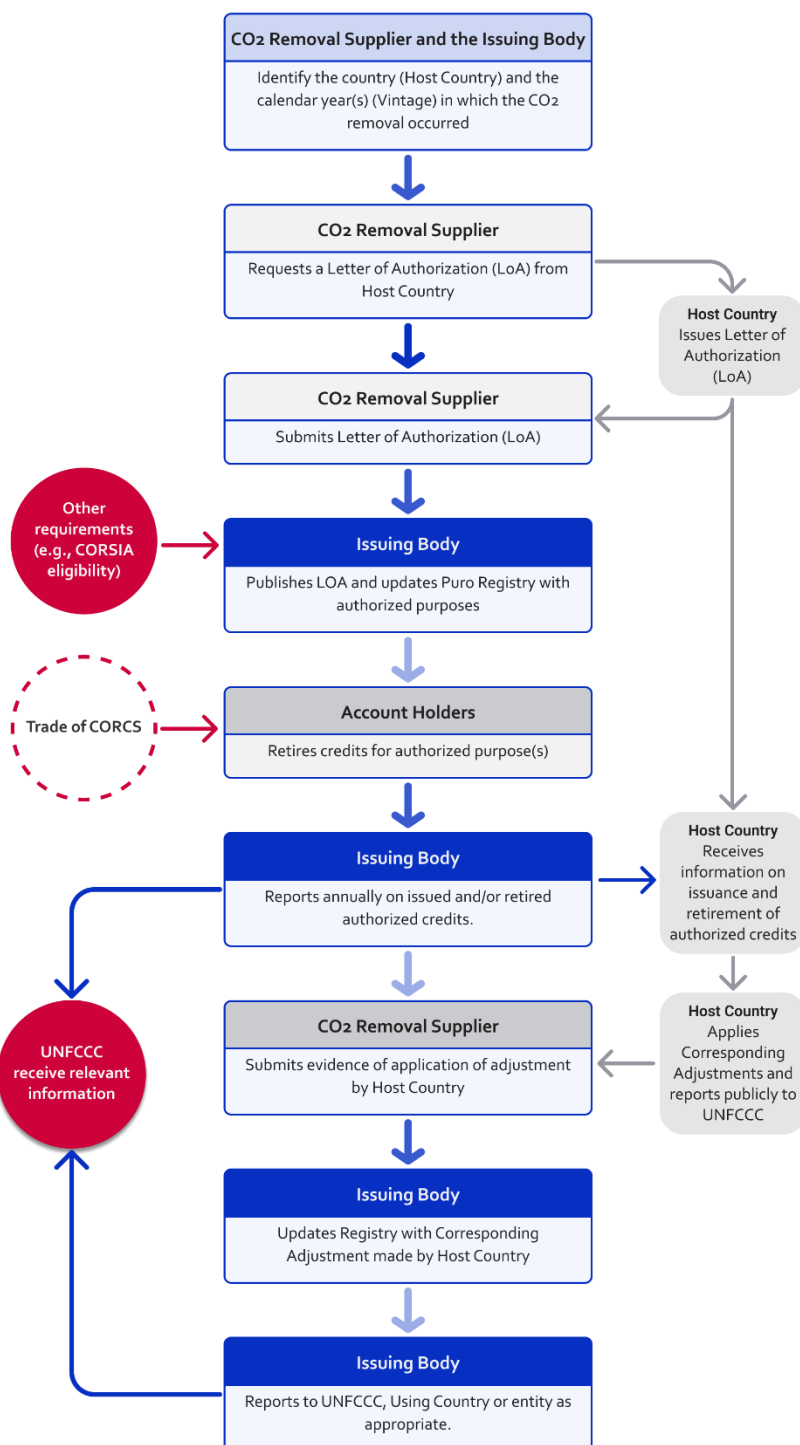 CO2 Removal Supplier and the Issuing Body
Identify the country (Host Country) and the
calendar year(s) (Vintage) in which the CO2
removal occurred
CO2 Removal Supplier
Requests a Letter of Authorization (LoA) from
Host Country
Host Country
Issues Letter of
Authorization
(LoA)
CO2 Removal Supplier
Submits Letter of Authorization (LoA)
Other
requirements
(e.g., CORSIA
eligibility)
Issuing Body
Publishes LOA and updates Puro Registry with
authorized purposes
Trade of CORCS
Account Holders
Retires credits for authorized purpose(s)
Issuing Body
Reports annually on issued and/or retired
authorized credits.
Host Country
Receives
information on
issuance and
retirement of
authorized credits
UNFCCC
receive relevant
information
CO2 Removal Supplier
Submits evidence of application of adjustment
by Host Country
Host Country
Applies
Corresponding
Adjustments and
reports publicly to
UNFCCC
Issuing Body
Updates Registry with Corresponding
Adjustment made by Host Country
Issuing Body
Reports to UNFCCC, Using Country or entity as
appropriate.